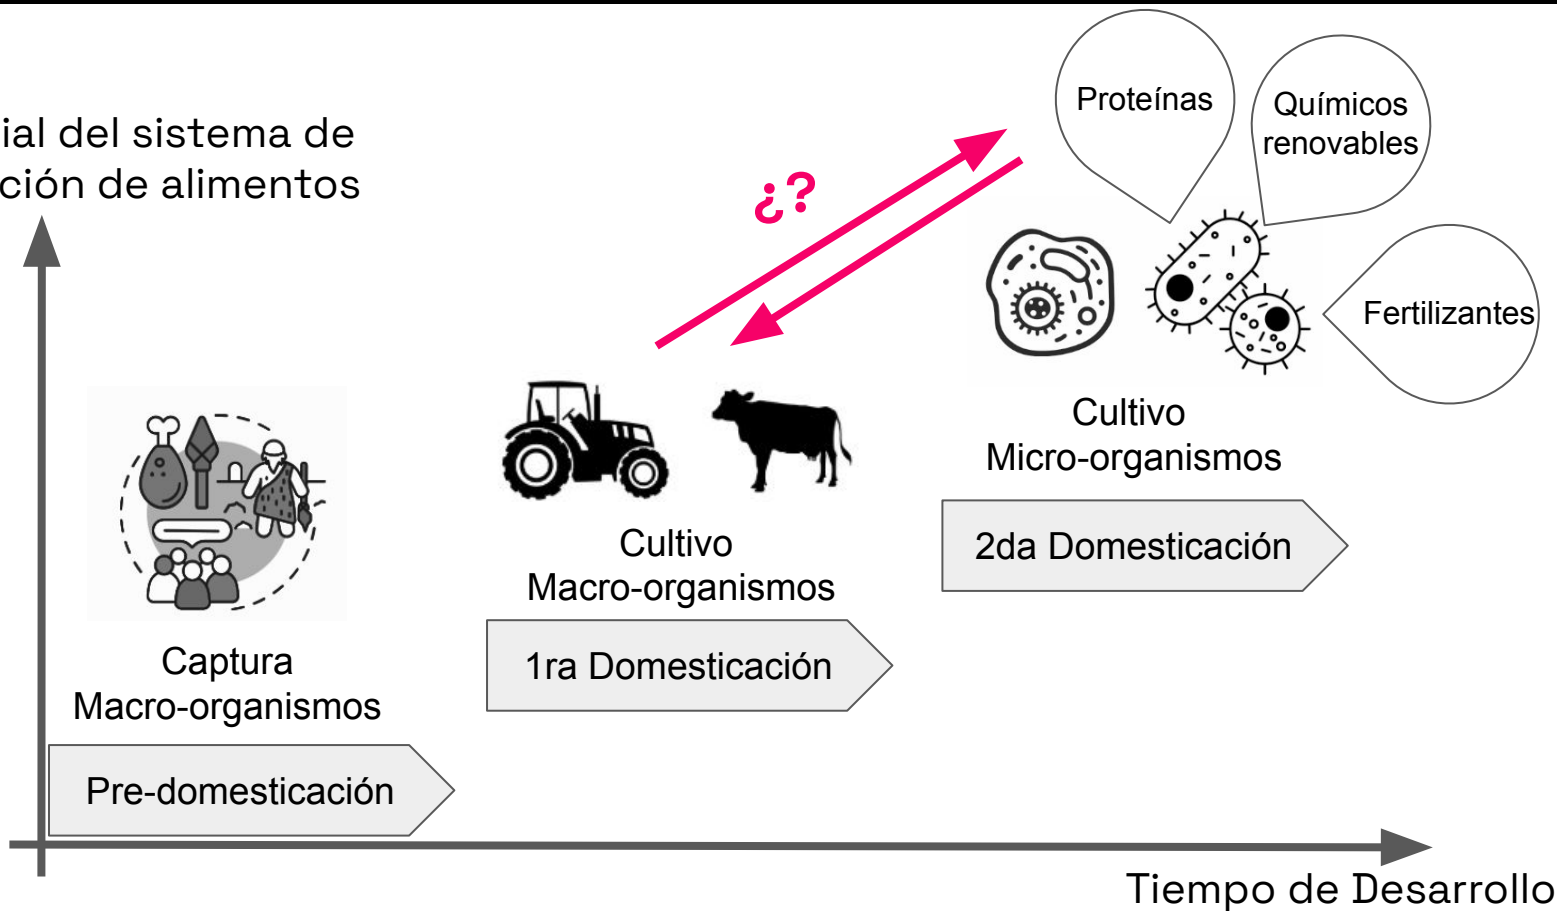 ial del sistema de
ción de alimentos
¿?
Proteínas
Químicos
renovables
Fertilizantes
Cultivo
Micro-organismos
2da Domesticación
Cultivo
Macro-organismos
1ra Domesticación
Captura
Macro-organismos
Pre-domesticación
Tiempo de Desarrollo